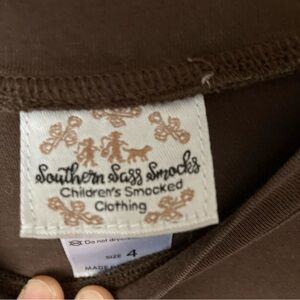 Southern Sass Smocks
Children's Smocked
Clothing
Do not dry
SIZE 4
MADE